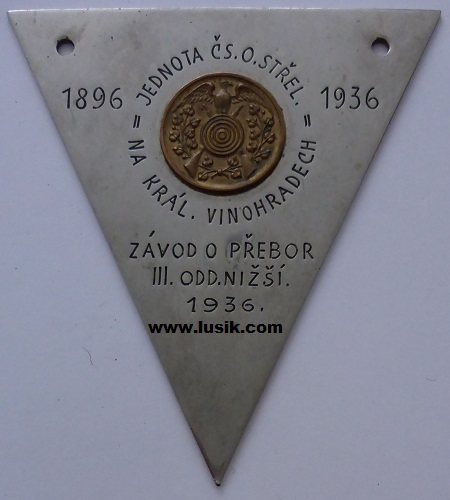 JEDNOTA ČS. O. STŘEL.
1896 1936
= NA KRÁL. VINOHRADECH =
ZÁVOD O PŘEBOR
III. ODD. NIŽŠÍ.
1936.
www.lusik.com